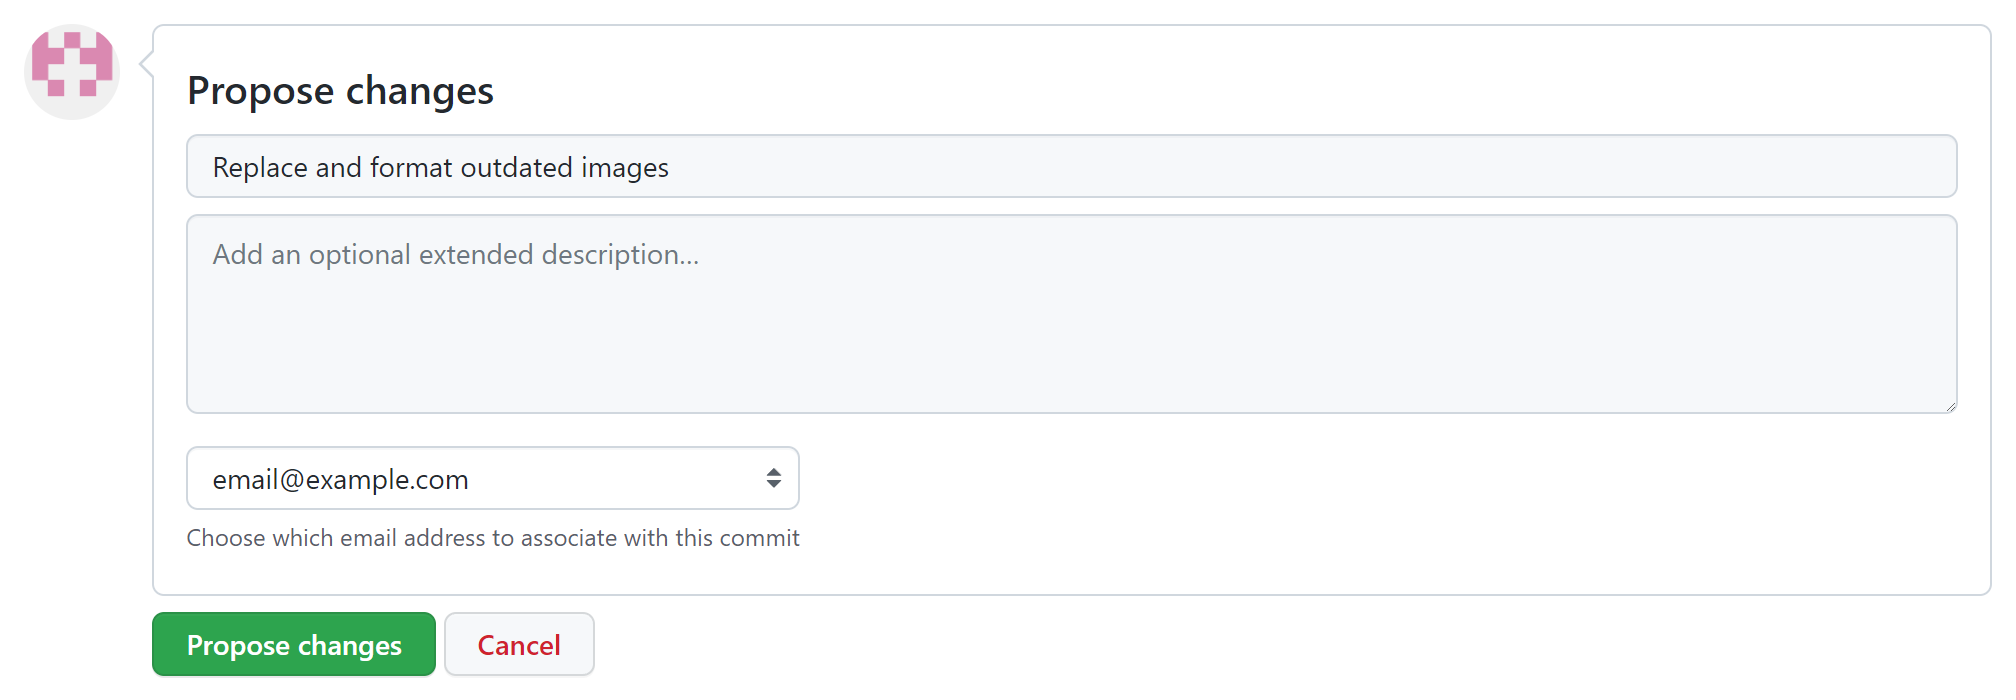 Propose changes
Replace and format outdated images
Add an optional extended description...
email@example.com
Choose which email address to associate with this commit
Propose changes
Cancel